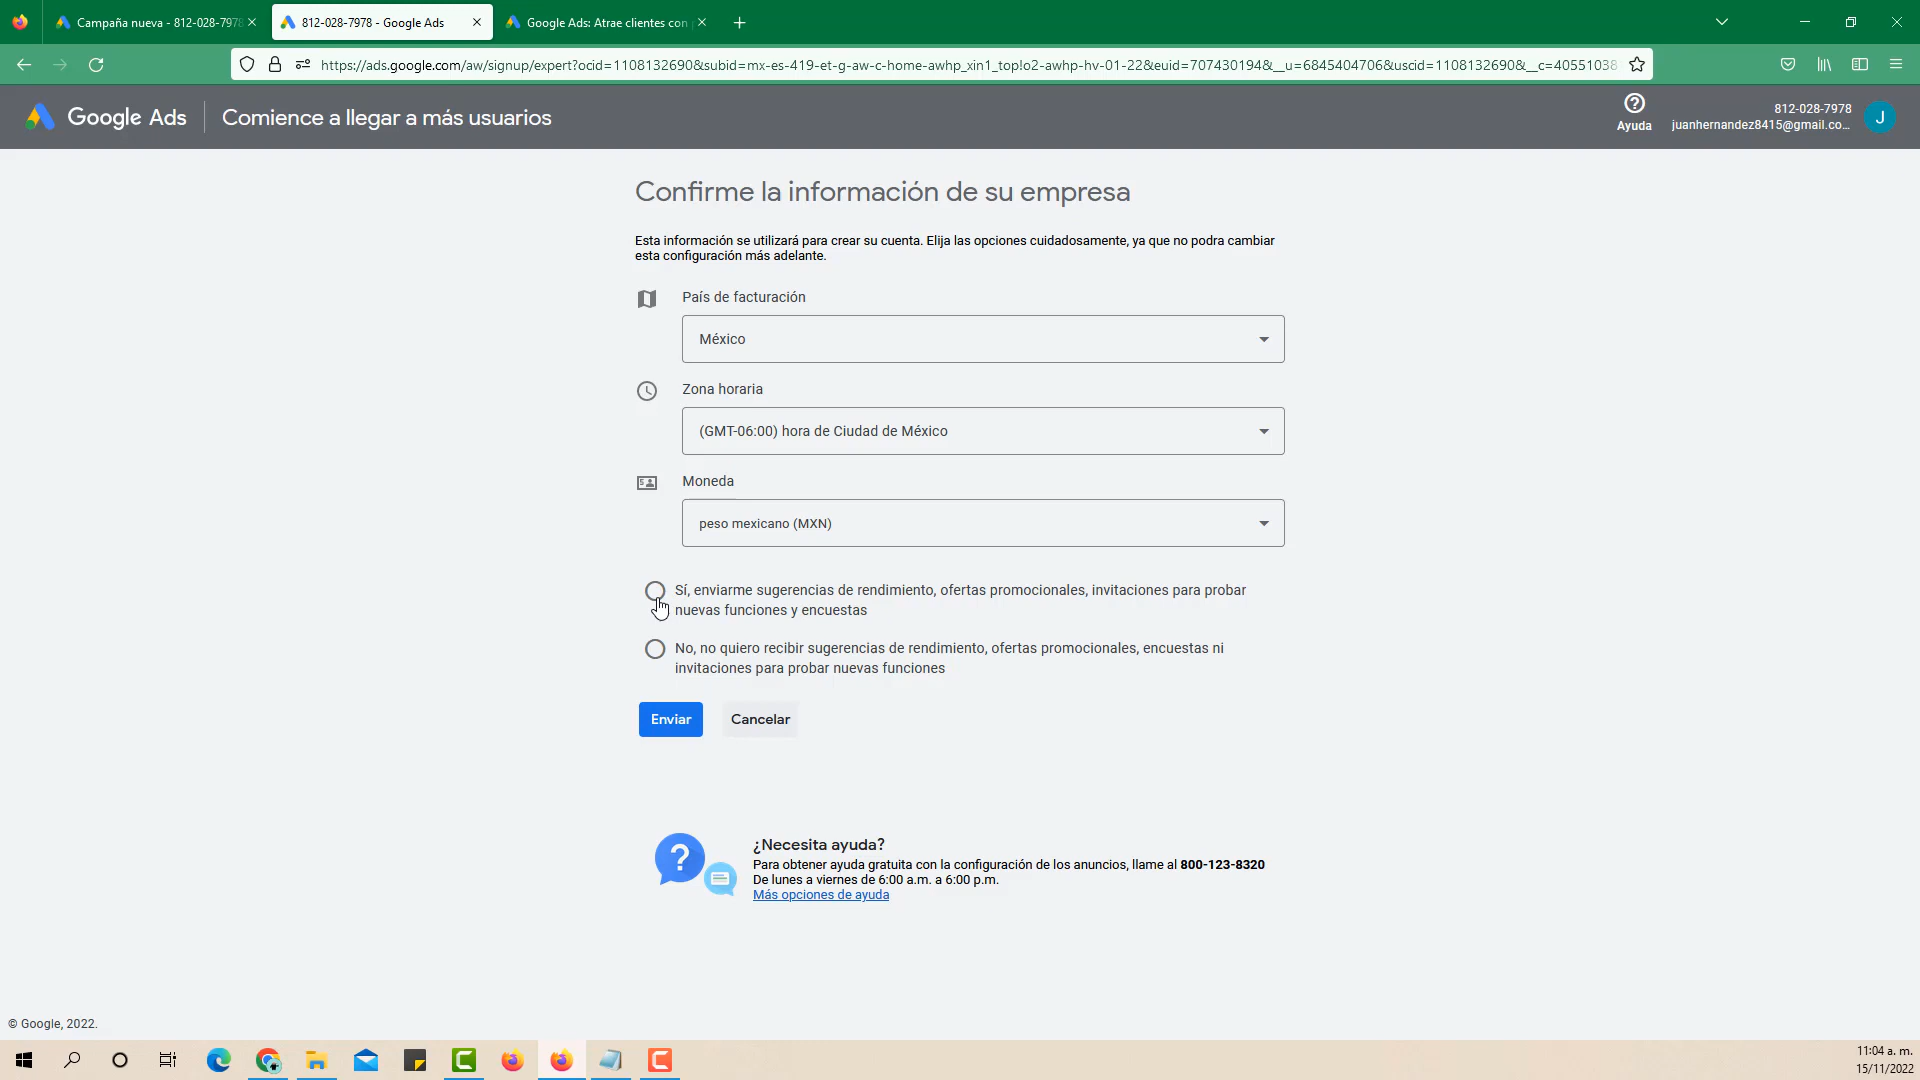 Campaña nueva - 812-028-7978
812-028-7978 - Google Ads
Google Ads: Atrae clientes con
https://ads.google.com/aw/signup/expert?ocid=1108132690&subid=mx-es-419-et-g-aw-c-home-awhp_xin1_top!o2-awhp-hv-01-22&euid=707430194&__u=6845404706&uscid=1108132690&__c=40551038
Google Ads
Comience a llegar a más usuarios
Ayuda
812-028-7978
juanhernandez8415@gmail.co...
J
Confirme la información de su empresa
Esta información se utilizará para crear su cuenta. Elija las opciones cuidadosamente, ya que no podra cambiar
esta configuración más adelante.
País de facturación
México
Zona horaria
(GMT-06:00) hora de Ciudad de México
Moneda
peso mexicano (MXN)
Sí, enviarme sugerencias de rendimiento, ofertas promocionales, invitaciones para probar
nuevas funciones y encuestas
No, no quiero recibir sugerencias de rendimiento, ofertas promocionales, encuestas ni
invitaciones para probar nuevas funciones
Enviar
Cancelar
¿Necesita ayuda?
Para obtener ayuda gratuita con la configuración de los anuncios, llame al 800-123-8320
De lunes a viernes de 6:00 a.m. a 6:00 p.m.
Más opciones de ayuda
© Google, 2022.
11:04 a. m.
15/11/2022